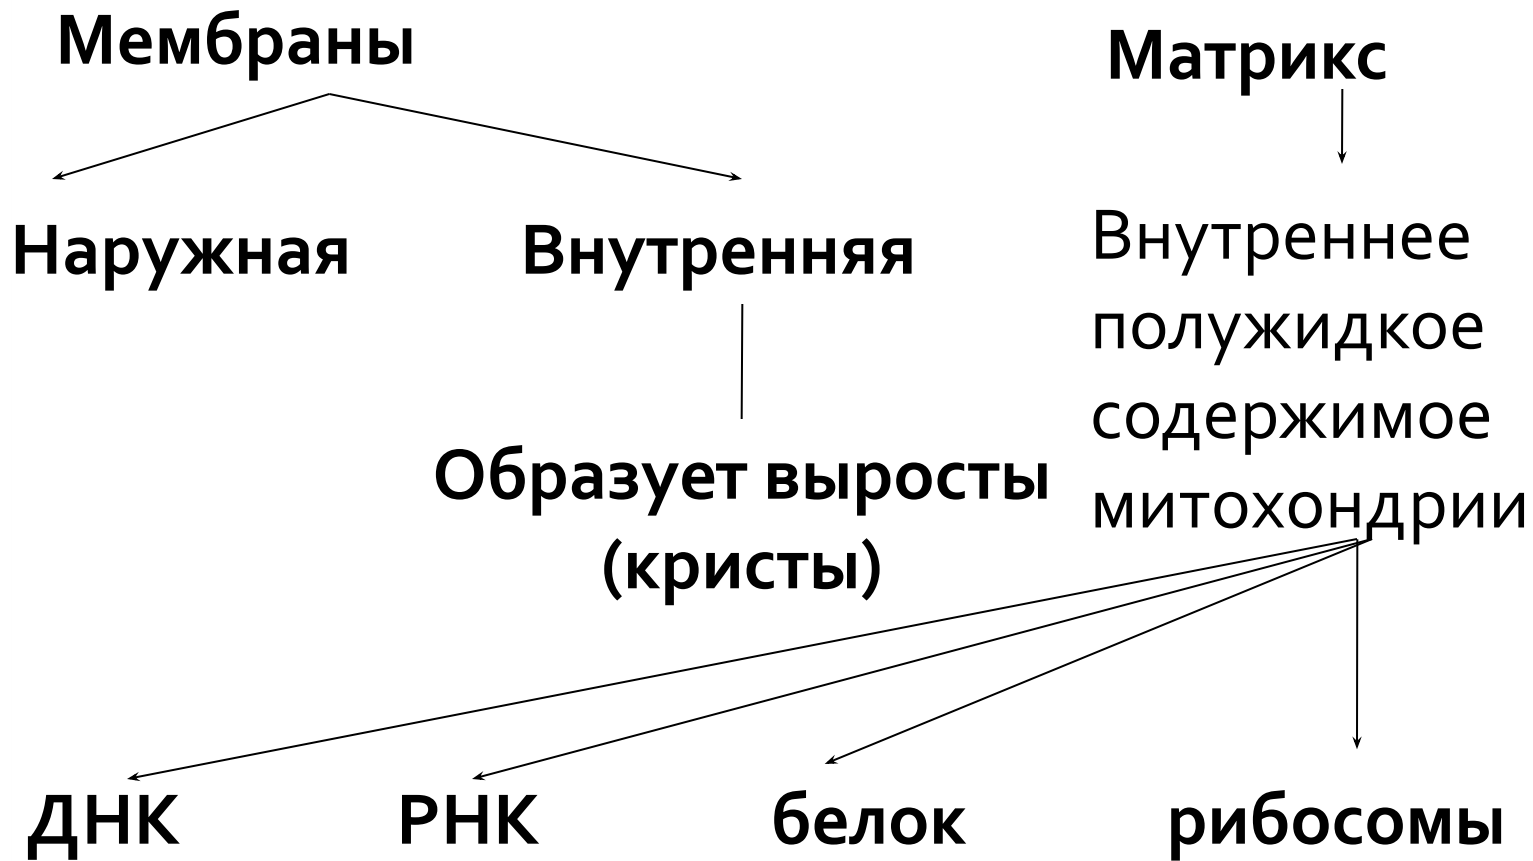 Мембраны
Матрикс
Наружная
Внутренняя
Внутреннее
полужидкое
содержимое
митохондрии
Образует выросты
(кристы)
ДНК
РНК
белок
рибосомы